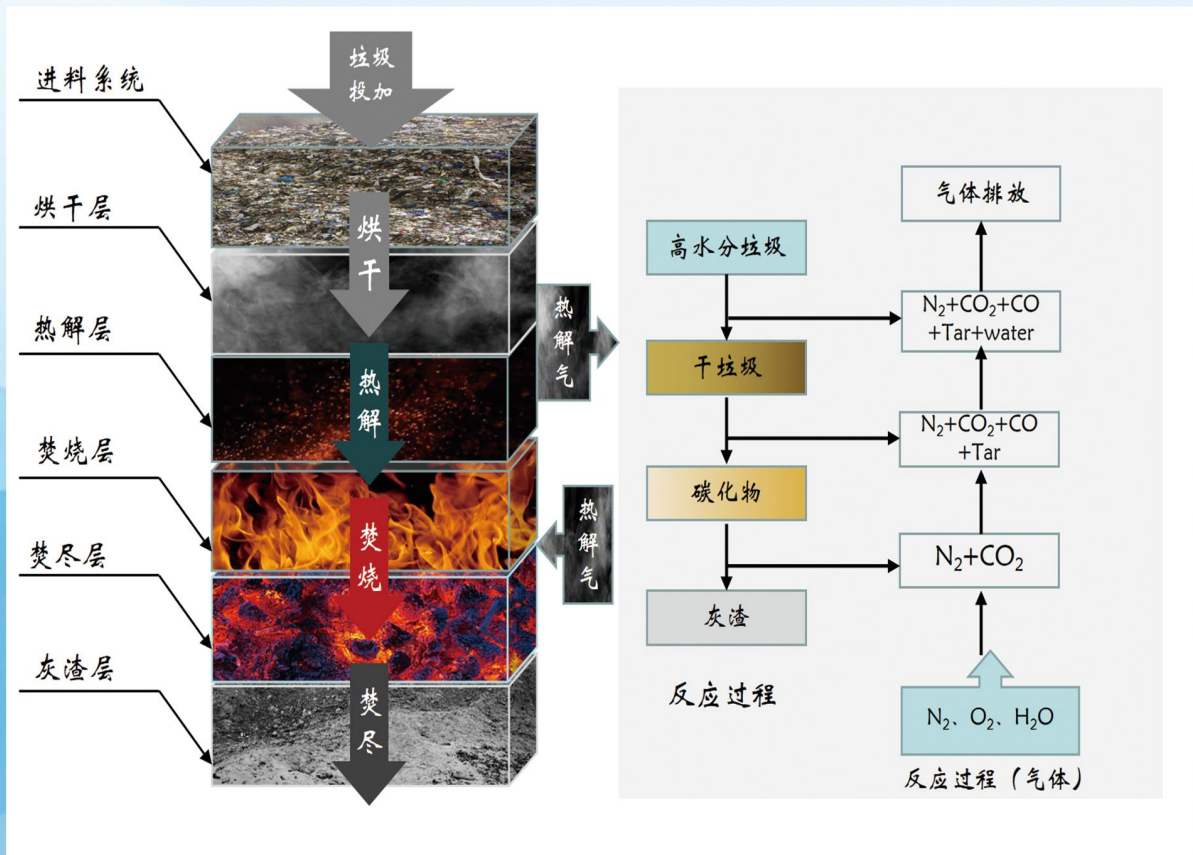 垃圾
投加
进料系统
烘干层
热解层
焚烧层
焚尽层
灰渣层
烘
干
热
解
焚
烧
焚
尽
热
解
气
热
解
气
高水分垃圾
干垃圾
碳化物
灰渣
反应过程
气体排放
N₂+CO₂+CO
+Tar+water
N₂+CO₂+CO
+Tar
N₂+CO₂
N₂、O₂、H₂O
反应过程（气体）